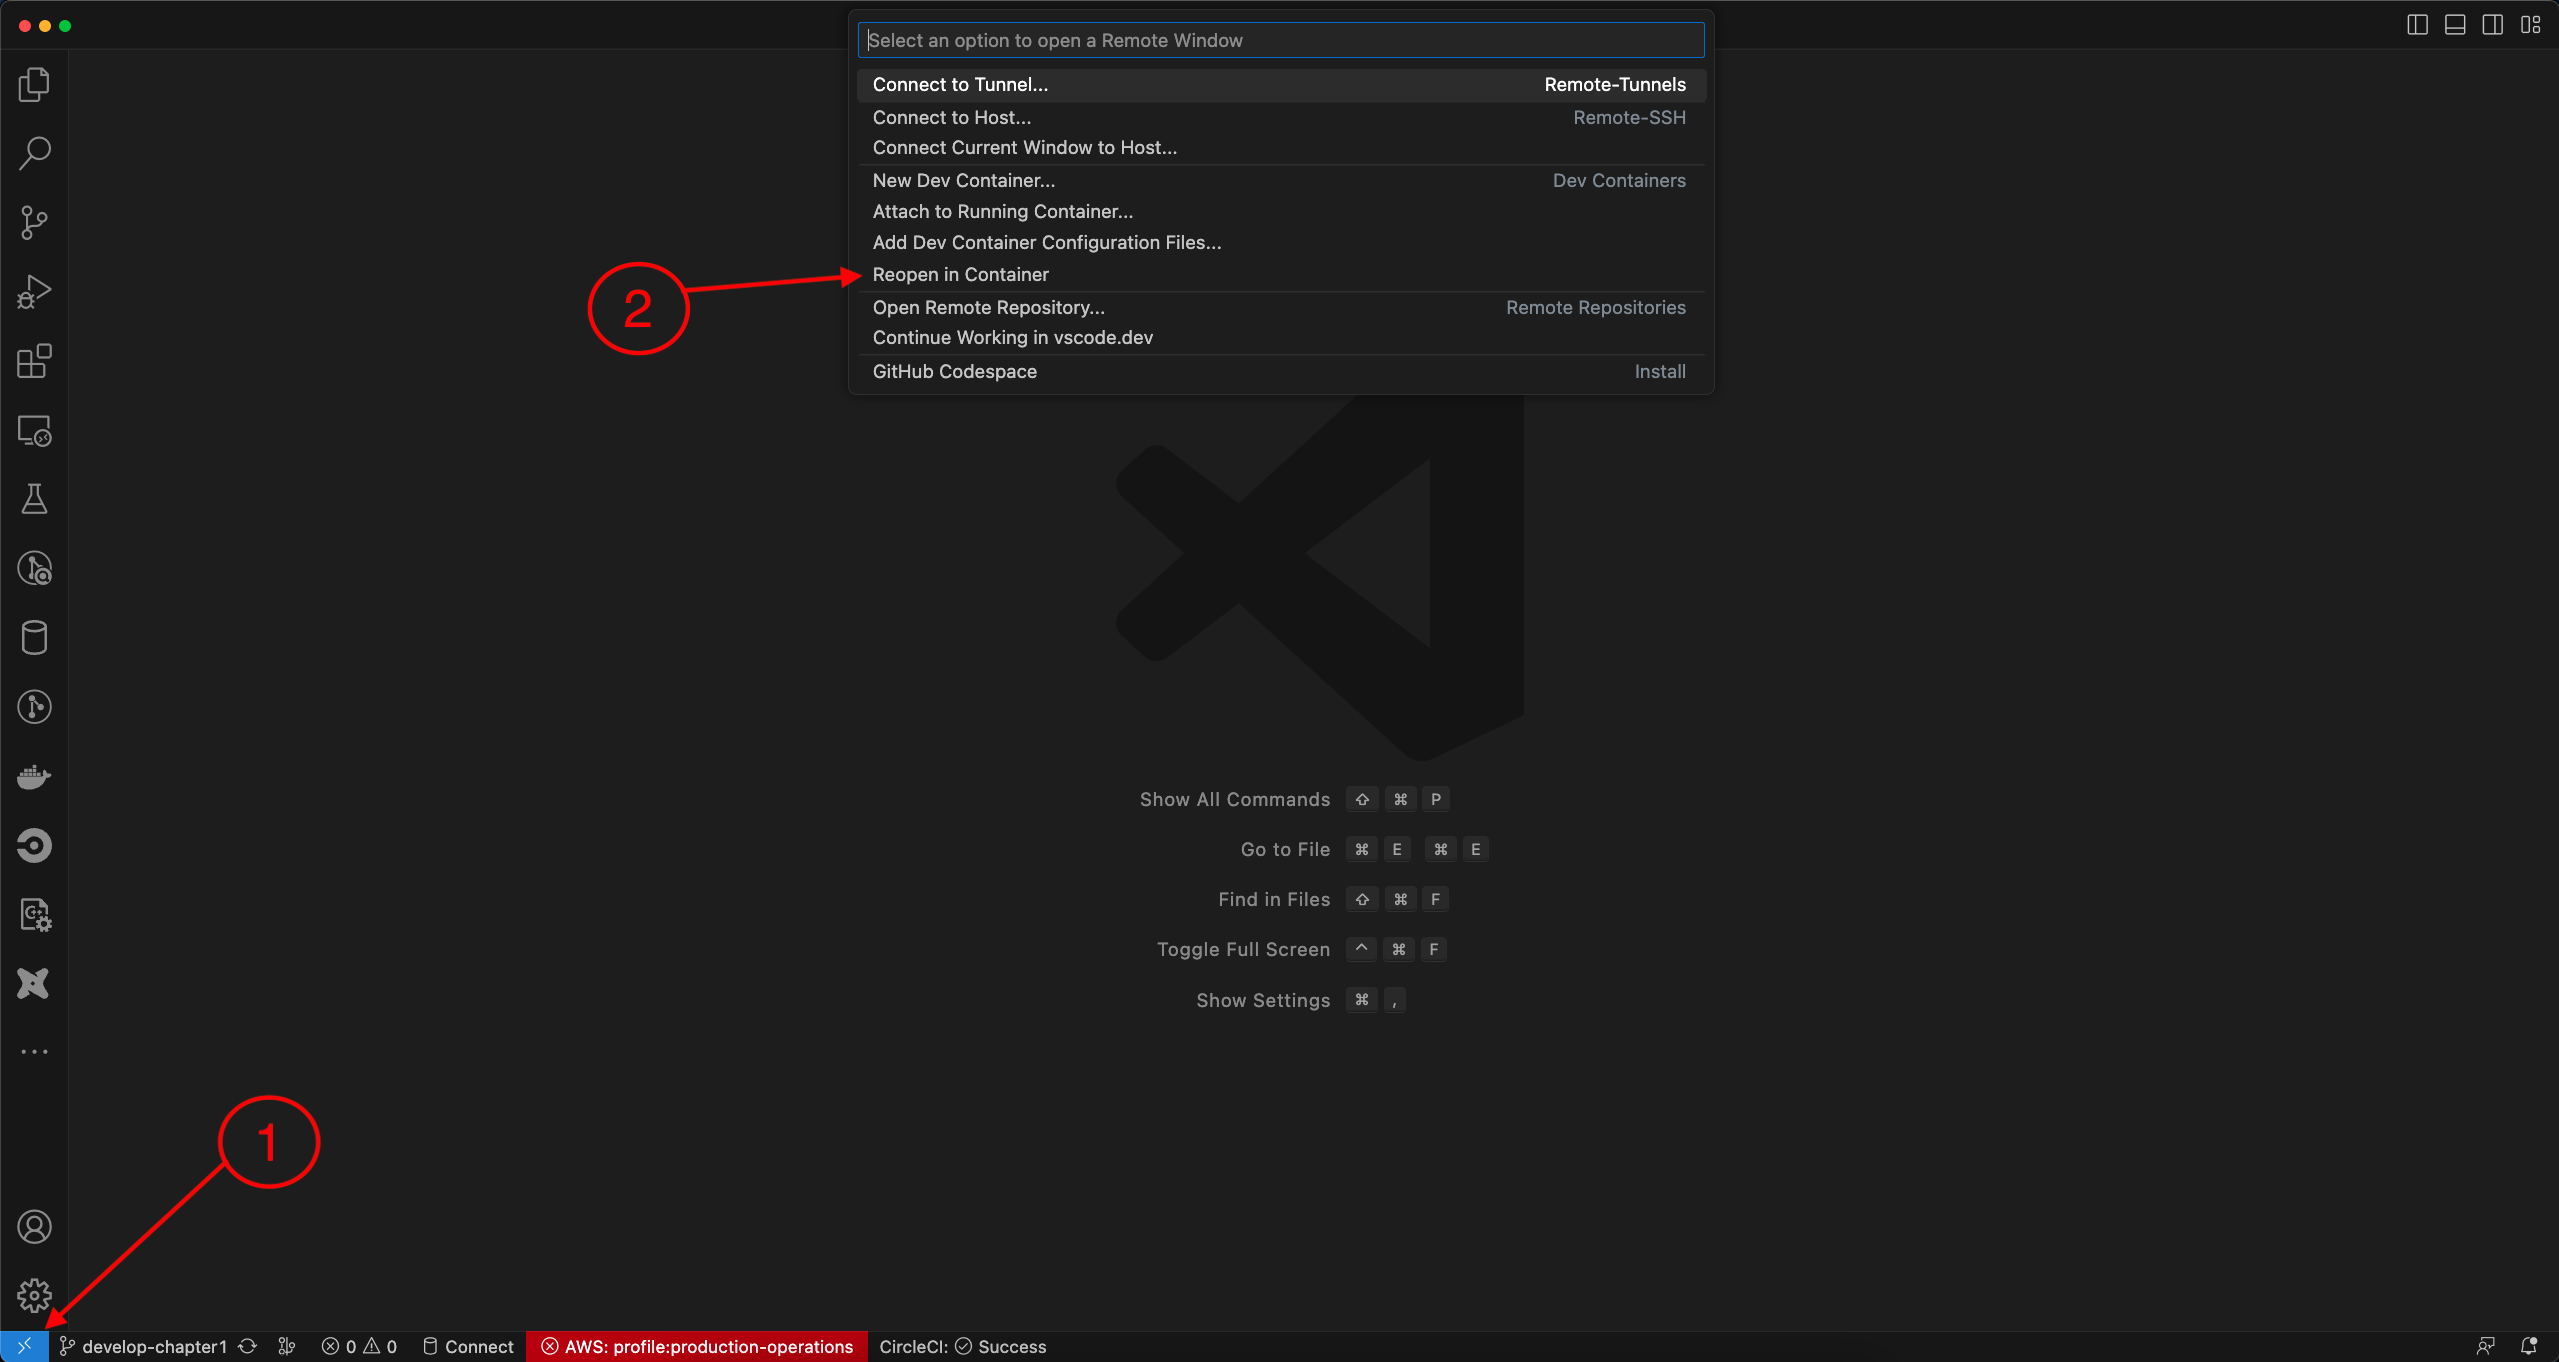 Select an option to open a Remote Window
Connect to Tunnel... Remote-Tunnels
Connect to Host... Remote-SSH
Connect Current Window to Host...
New Dev Container... Dev Containers
Attach to Running Container...
Add Dev Container Configuration Files...
Reopen in Container
2
Open Remote Repository... Remote Repositories
Continue Working in vscode.dev
GitHub Codespace Install
Show All Commands ⇧ ⌘ P
Go to File ⌘ E ⌘ E
Find in Files ⇧ ⌘ F
Toggle Full Screen ^ ⌘ F
Show Settings ⌘ ,
C++
1
develop-chapter1 0 0 Connect AWS: profile:production-operations CircleCI: Success